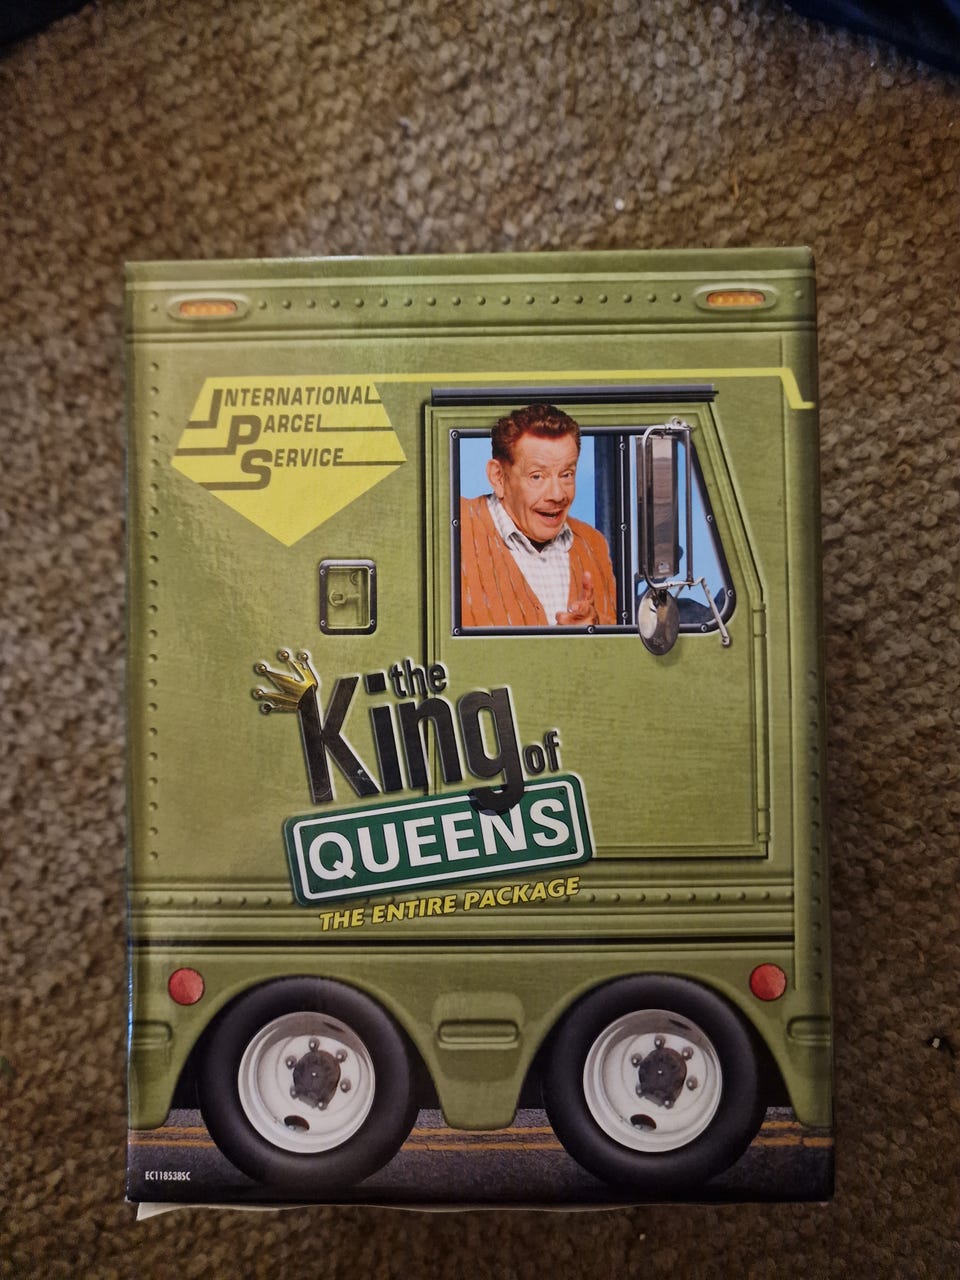 INTERNATIONAL
PARCEL
SERVICE
the
King of
QUEENS
THE ENTIRE PACKAGE
EC118538SC